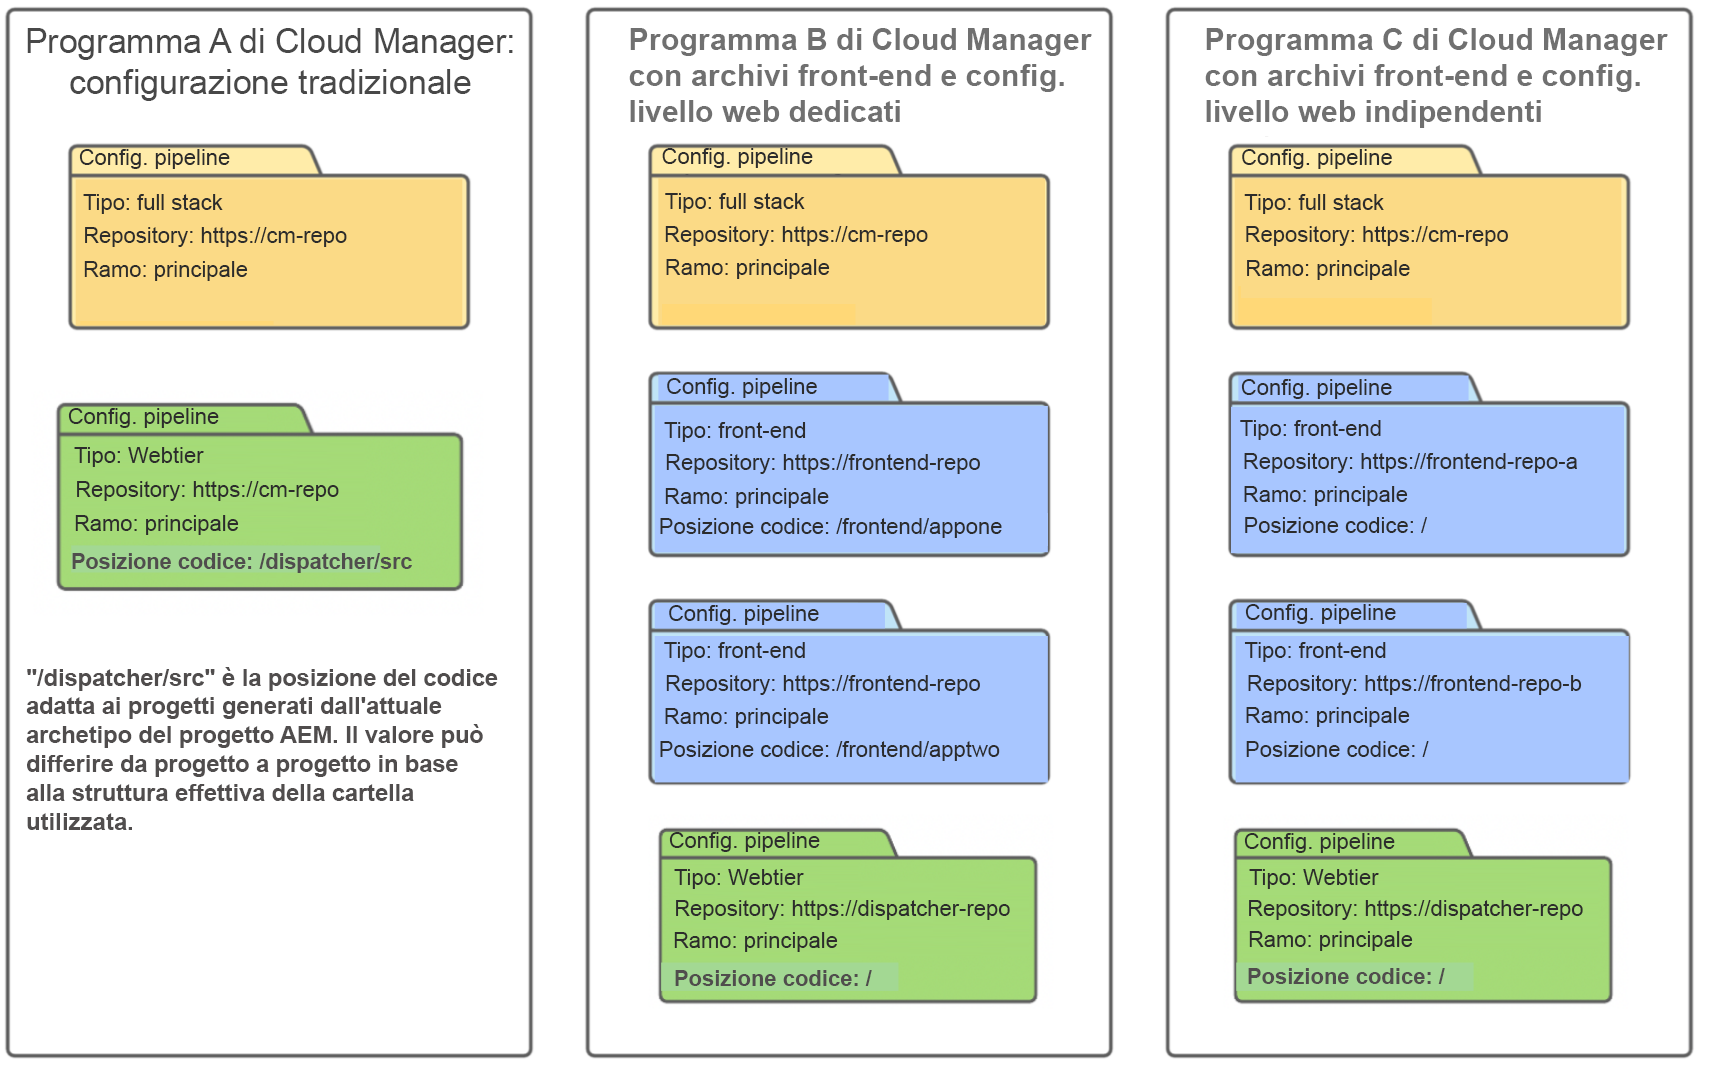 Programma A di Cloud Manager:
configurazione tradizionale
Config. pipeline
Tipo: full stack
Repository: https://cm-repo
Ramo: principale
Config. pipeline
Tipo: Webtier
Repository: https://cm-repo
Ramo: principale
Posizione codice: /dispatcher/src
"/dispatcher/src" è la posizione del codice
adatta ai progetti generati dall'attuale
archetipo del progetto AEM. Il valore può
differire da progetto a progetto in base
alla struttura effettiva della cartella
utilizzata.
Programma B di Cloud Manager
con archivi front-end e config.
livello web dedicati
Config. pipeline
Tipo: full stack
Repository: https://cm-repo
Ramo: principale
Config. pipeline
Tipo: front-end
Repository: https://frontend-repo
Ramo: principale
Posizione codice: /frontend/appone
Config. pipeline
Tipo: front-end
Repository: https://frontend-repo
Ramo: principale
Posizione codice: /frontend/apptwo
Config. pipeline
Tipo: Webtier
Repository: https://dispatcher-repo
Ramo: principale
Posizione codice: /
Programma C di Cloud Manager
con archivi front-end e config.
livello web indipendenti
Config. pipeline
Tipo: full stack
Repository: https://cm-repo
Ramo: principale
Config. pipeline
Tipo: front-end
Repository: https://frontend-repo-a
Ramo: principale
Posizione codice: /
Config. pipeline
Tipo: front-end
Repository: https://frontend-repo-b
Ramo: principale
Posizione codice: /
Config. pipeline
Tipo: Webtier
Repository: https://dispatcher-repo
Ramo: principale
Posizione codice: /